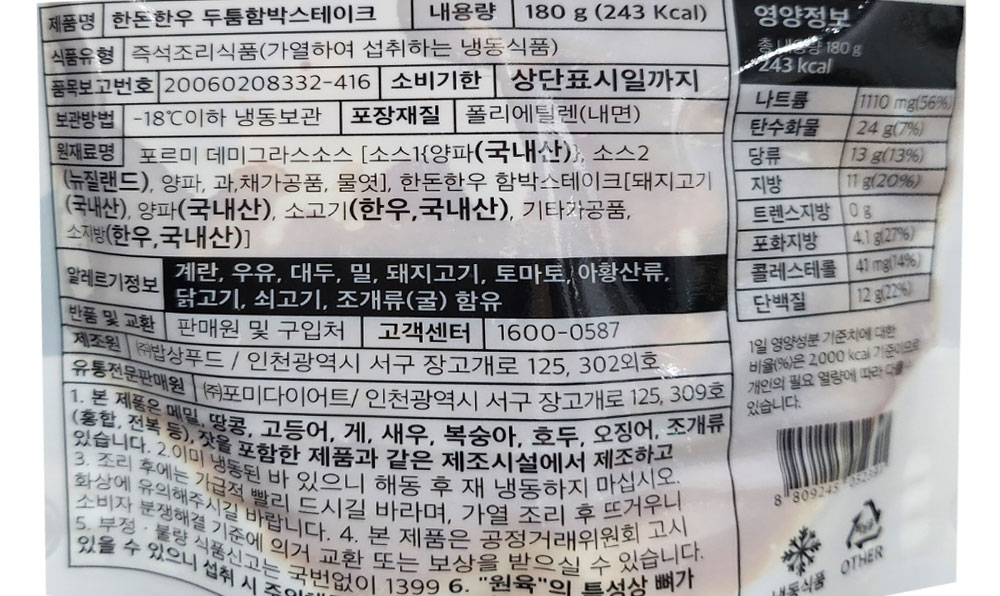 제품명 한돈한우 두툼함박스테이크 내용량 180 g (243 Kcal)
식품유형 즉석조리식품(가열하여 섭취하는 냉동식품)
품목보고번호 20060208332-416 소비기한 상단표시일까지
보관방법 -18℃이하 냉동보관 포장재질 폴리에틸렌(내면)
원재료명 포르미 데미그라스소스 [소스1{양파(국내산)}, 소스2
(뉴질랜드), 양파, 과,채가공품, 물엿], 한돈한우 함박스테이크[돼지고기
(국내산), 양파(국내산), 소고기(한우,국내산), 기타가공품,
소지방(한우,국내산)]
알레르기정보 계란, 우유, 대두, 밀, 돼지고기, 토마토, 아황산류,
닭고기, 쇠고기, 조개류(굴) 함유
반품 및 교환 판매원 및 구입처 고객센터 1600-0587
제조원 ㈜밥상푸드 / 인천광역시 서구 장고개로 125, 302외호
유통전문판매원 ㈜포미다이어트/ 인천광역시 서구 장고개로 125, 309호
1. 본 제품은 메밀, 땅콩, 고등어, 게, 새우, 복숭아, 호두, 오징어, 조개류
(홍합, 전복 등), 잣을 포함한 제품과 같은 제조시설에서 제조하고
있습니다. 2.이미 냉동된 바 있으니 해동 후 재 냉동하지 마십시오.
3. 조리 후에는 가급적 빨리 드시길 바라며, 가열 조리 후 뜨거우니
화상에 유의해주시길 바랍니다. 4. 본 제품은 공정거래위원회 고시
소비자 분쟁해결 기준에 의거 교환 또는 보상을 받으실 수 있습니다.
5. 부정·불량 식품신고는 국번없이 1399 6. "원육"의 특성상 뼈가
있을 수 있으니 섭취 시
영양정보
총 내용량 180 g
243 kcal
나트륨 1110 mg(56%)
탄수화물 24 g(7%)
당류 13 g(13%)
지방 11 g(20%)
트렌스지방 0 g
포화지방 4.1 g(27%)
콜레스테롤 41 mg(14%)
단백질 12 g(22%)
1일 영양성분 기준치에 대한
비율(%)은 2,000 kcal 기준이므로
개인의 필요 열량에 따라 다를 수
있습니다.
8 809245
냉동식품
OTHER